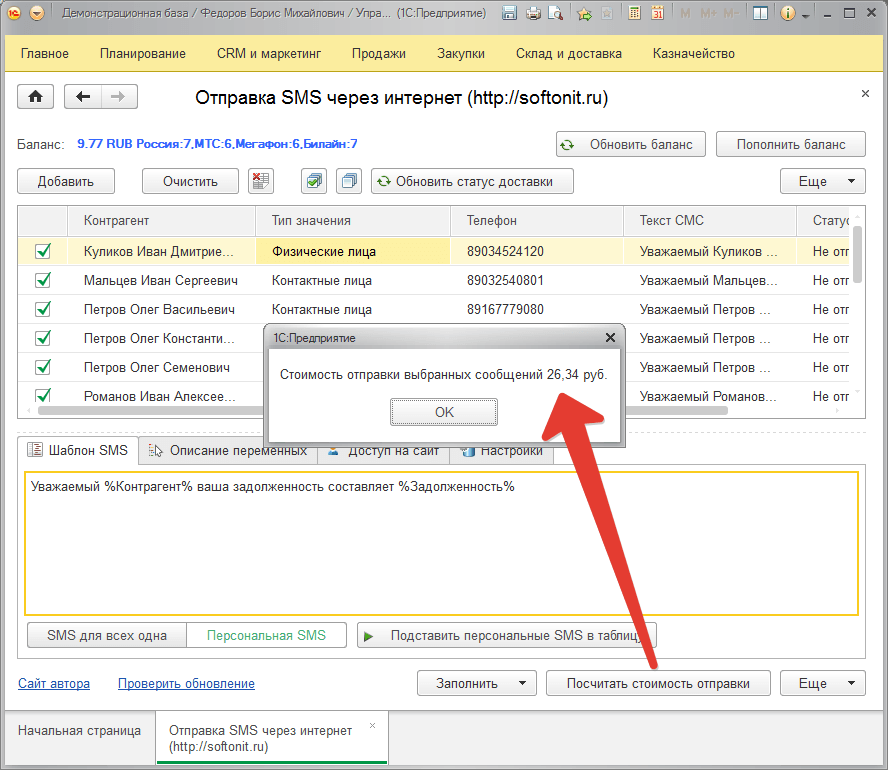 Демонстрационная база / Федоров Борис Михайлович / Упра... (1С:Предприятие)
31 M M+ M-
Главное Планирование CRM и маркетинг Продажи Закупки Склад и доставка Казначейство
Отправка SMS через интернет (http://softonit.ru)
Баланс: 9.77 RUB Россия:7,МТС:6,Мегафон:6,Билайн:7 Обновить баланс Пополнить баланс
Добавить Очистить Обновить статус доставки Еще
Контрагент Тип значения Телефон Текст СМС Статус
Куликов Иван Дмитрие... Физические лица 89034524120 Уважаемый Куликов ... Не отп
Мальцев Иван Сергеевич Контактные лица 89032540801 Уважаемый Мальцев... Не отп
Петров Олег Васильевич Контактные лица 89167779080 Уважаемый Петров ... Не отп
Петров Олег Константи... Уважаемый Петров ... Не отп
Петров Олег Семенович Уважаемый Петров ... Не отп
Романов Иван Алексее... Уважаемый Романов... Не отп
1С:Предприятие
Стоимость отправки выбранных сообщений 26,34 руб.
OK
Шаблон SMS Описание переменных Доступ на сайт Настройки
Уважаемый %Контрагент% ваша задолженность составляет %Задолженность%
SMS для всех одна Персональная SMS Подставить персональные SMS в таблицу
Сайт автора Проверить обновление Заполнить Посчитать стоимость отправки Еще
Начальная страница Отправка SMS через интернет
(http://softonit.ru)